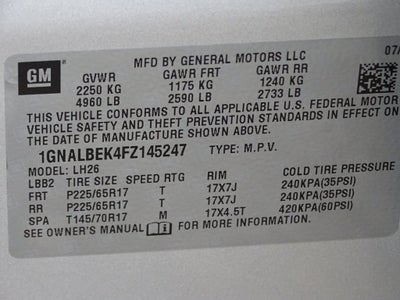 GM
MFD BY GENERAL MOTORS LLC
07/
GVWR GAWR FRT GAWR RR
2250 KG 1175 KG 1240 KG
4960 LB 2590 LB 2733 LB
THIS VEHICLE CONFORMS TO ALL APPLICABLE U.S. FEDERAL MOTOR
VEHICLE SAFETY AND THEFT PREVENTION STANDARDS IN EFFECT ON
THE DATE OF MANUFACTURE SHOWN ABOVE.
1GNALBEK4FZ145247 TYPE: M.P.V.
MODEL: LH26
LBB2 TIRE SIZE SPEED RTG RIM COLD TIRE PRESSURE
FRT P225/65R17 T 17X7J 240KPA(35PSI)
RR P225/65R17 T 17X7J 240KPA(35PSI)
SPA T145/70R17 M 17X4.5T 420KPA(60PSI)
SEE OWNER'S MANUAL FOR MORE INFORMATION.